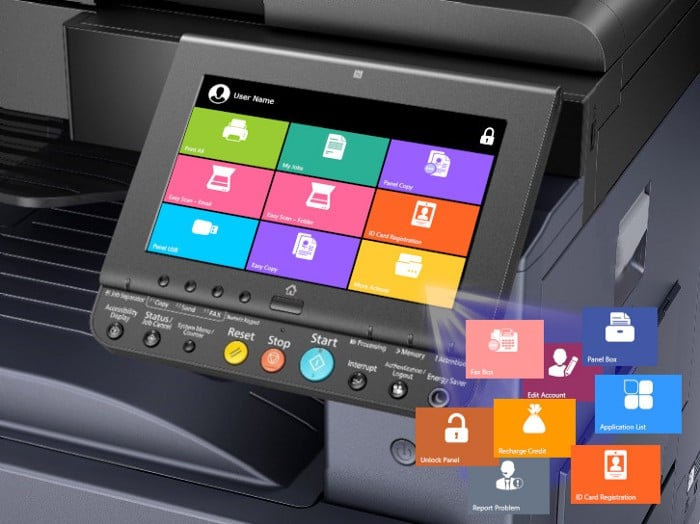 User Name
Print All
My Jobs
Panel Copy
Easy Scan - Email
Easy Scan - Folder
ID Card Registration
Panel USB
Easy Copy
More Actions
Job Separator
Copy
Send
FAX
Numeric Keypad
Accessibility
Display
Status/
Job Cancel
System Menu /
Counter
Reset
Stop
Start
Processing
Memory
Attention
Interrupt
Authentication /
Logout
Energy Saver
Fax Box
Panel Box
Edit Account
Application List
Unlock Panel
Recharge Credit
Report Problem
ID Card Registration